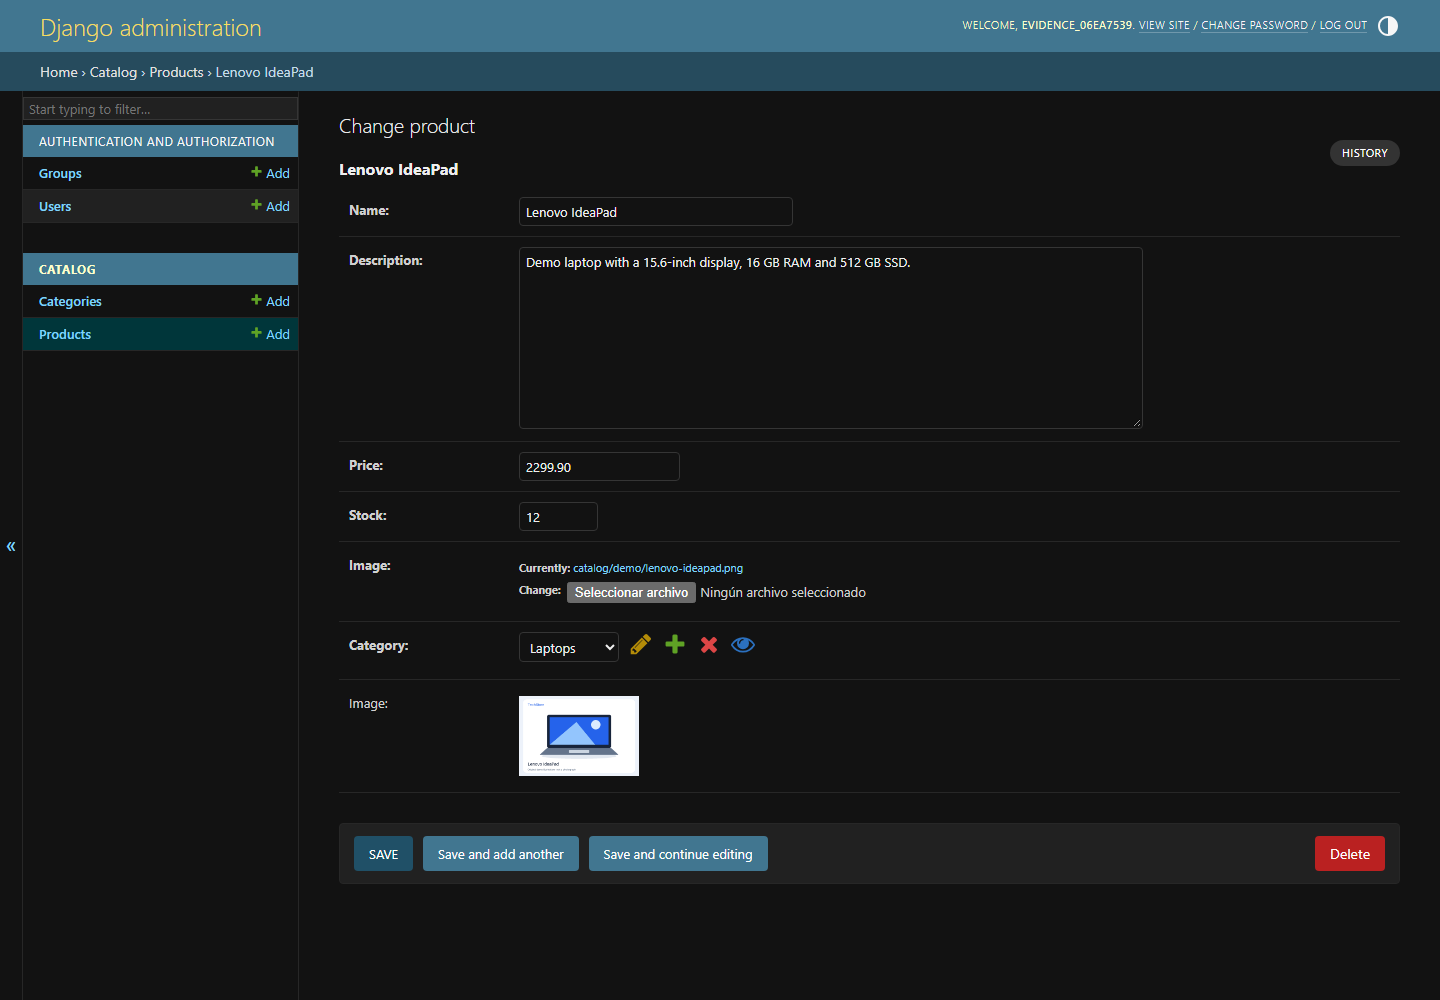 Django administration
WELCOME, EVIDENCE_06EA7539. VIEW SITE / CHANGE PASSWORD / LOG OUT
Home › Catalog › Products › Lenovo IdeaPad
Start typing to filter...
AUTHENTICATION AND AUTHORIZATION
Groups
Add
Users
Add
CATALOG
Categories
Add
Products
Add
«
Change product
HISTORY
Lenovo IdeaPad
Name:
Lenovo IdeaPad
Description:
Demo laptop with a 15.6-inch display, 16 GB RAM and 512 GB SSD.
Price:
2299.90
Stock:
12
Image:
Currently: catalog/demo/lenovo-ideapad.png
Change: Seleccionar archivo Ningún archivo seleccionado
Category:
Laptops
Image:
Lenovo IdeaPad
SAVE
Save and add another
Save and continue editing
Delete